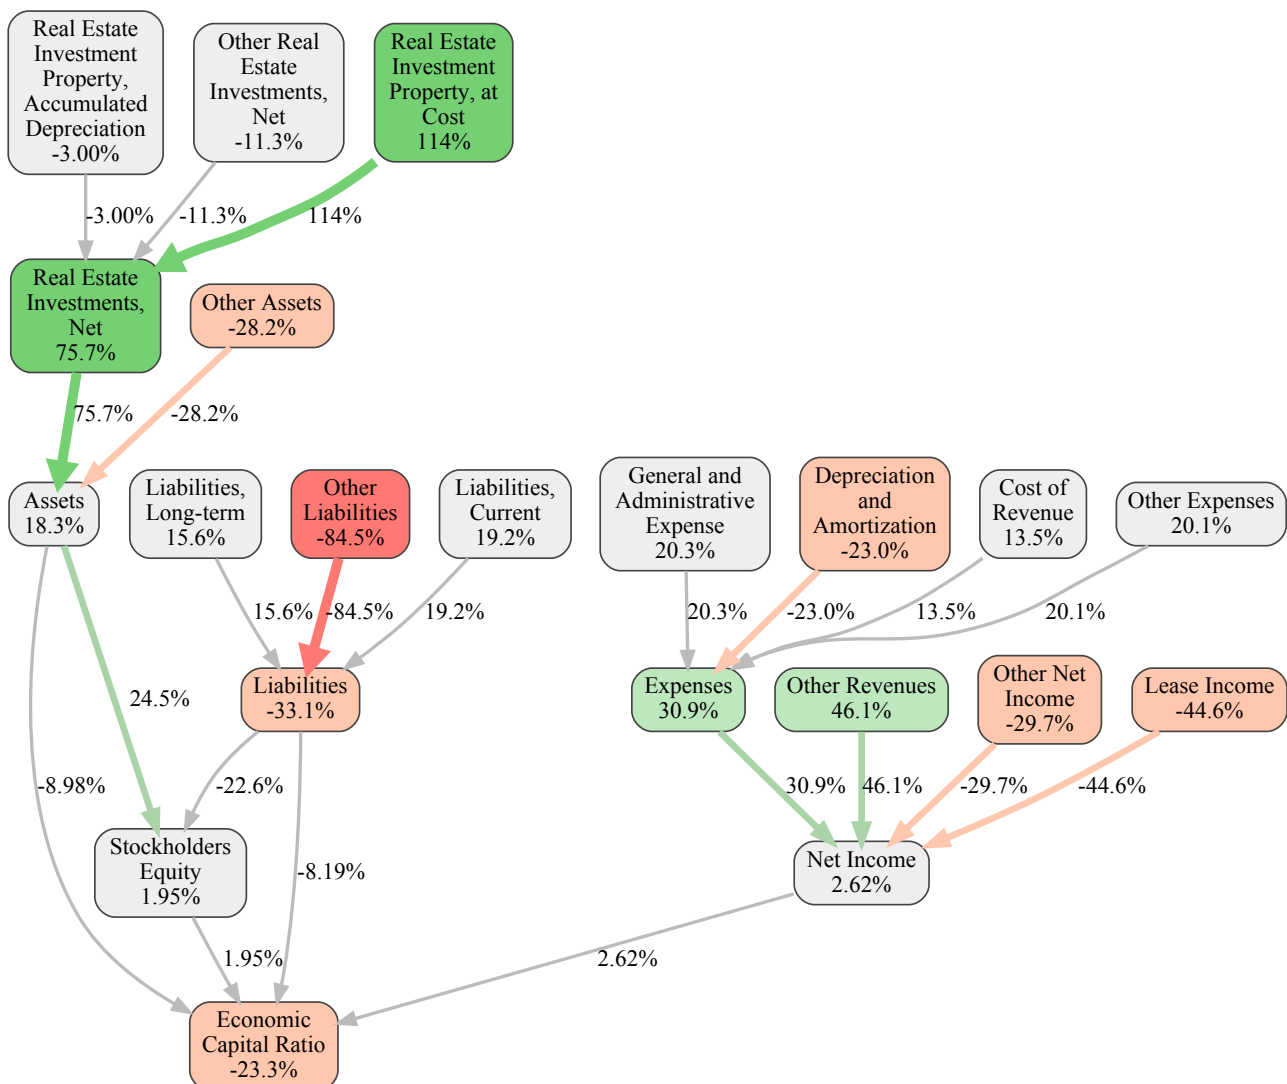 Real Estate
Investment
Property,
Accumulated
Depreciation
-3.00%
Other Real
Estate
Investments,
Net
-11.3%
Real Estate
Investment
Property, at
Cost
114%
-3.00%
-11.3%
114%
Real Estate
Investments,
Net
75.7%
Other Assets
-28.2%
75.7%
-28.2%
Assets
18.3%
Liabilities,
Long-term
15.6%
Other
Liabilities
-84.5%
Liabilities,
Current
19.2%
General and
Administrative
Expense
20.3%
Depreciation
and
Amortization
-23.0%
Cost of
Revenue
13.5%
Other Expenses
20.1%
15.6%
-84.5%
19.2%
20.3%
-23.0%
13.5%
20.1%
24.5%
Liabilities
-33.1%
Expenses
30.9%
Other Revenues
46.1%
Other Net
Income
-29.7%
Lease Income
-44.6%
-8.98%
-22.6%
30.9%
46.1%
-29.7%
-44.6%
Stockholders
Equity
1.95%
-8.19%
Net Income
2.62%
1.95%
2.62%
Economic
Capital Ratio
-23.3%